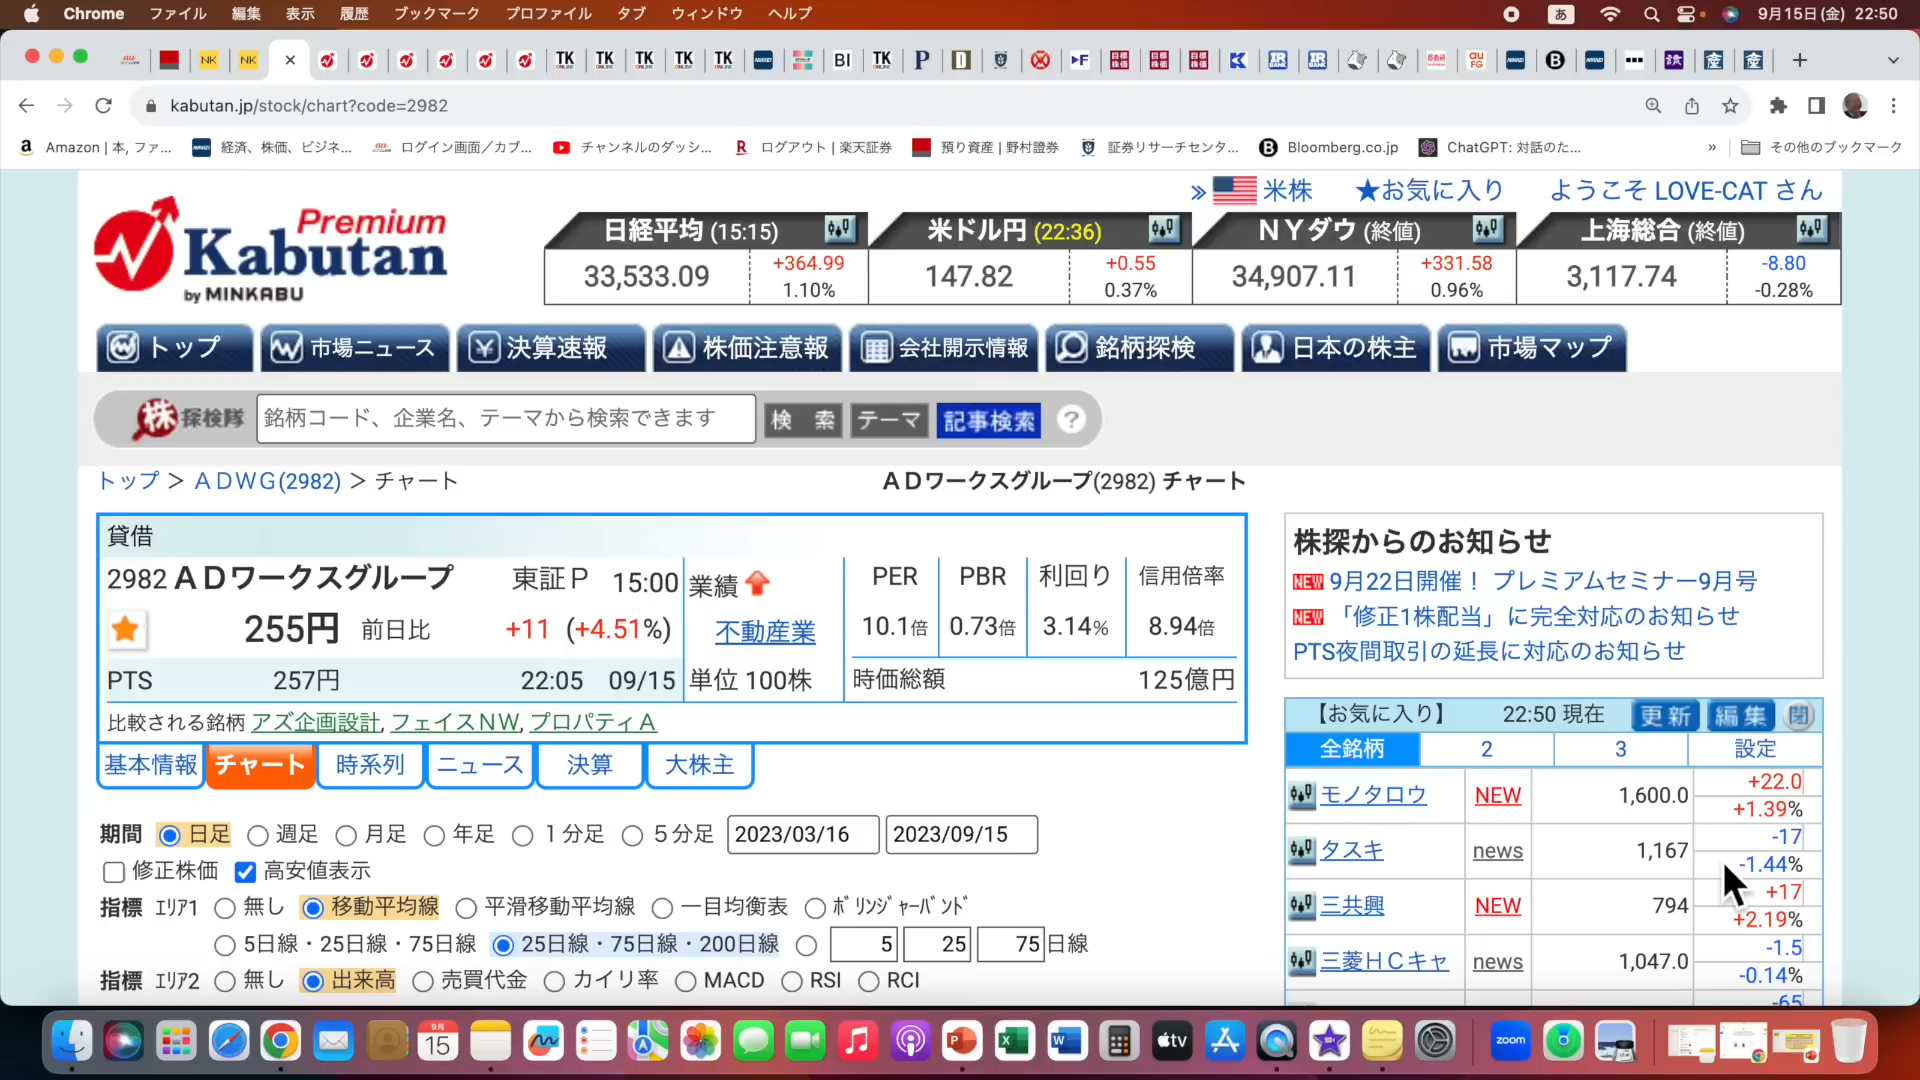 Chrome ファイル 編集 表示 履歴 ブックマーク プロファイル タブ ウィンドウ ヘルプ あ 9月15日(金) 22:50
au NK NK TK ONLINE TK ONLINE TK ONLINE TK ONLINE TK ONLINE NIKKEI BI TK ONLINE P D F K au FG NIKKEI B NIKKEI
kabutan.jp/stock/chart?code=2982
Amazon | 本, ファ... 経済、株価、ビジネ... ログイン画面／カブ... チャンネルのダッシ... ログアウト | 楽天証券 預り資産 | 野村證券 証券リサーチセンタ... Bloomberg.co.jp ChatGPT: 対話のた... » その他のブックマーク
≫ 米株 ★お気に入り ようこそ LOVE-CAT さん
Premium
Kabutan
by MINKABU
日経平均 (15:15) 米ドル円 (22:36) ＮＹダウ (終値) 上海総合 (終値)
33,533.09 +364.99 1.10% 147.82 +0.55 0.37% 34,907.11 +331.58 0.96% 3,117.74 -8.80 -0.28%
トップ 市場ニュース 決算速報 株価注意報 会社開示情報 銘柄探検 日本の株主 市場マップ
株探検隊 銘柄コード、企業名、テーマから検索できます 検 索 テーマ 記事検索 ?
トップ > ＡＤＷＧ(2982) > チャート ＡＤワークスグループ(2982) チャート
貸借
2982 ＡＤワークスグループ 東証Ｐ 15:00
255円 前日比 +11 (+4.51%)
PTS 257円 22:05 09/15
業績
不動産業
単位 100株
PER PBR 利回り 信用倍率
10.1倍 0.73倍 3.14% 8.94倍
時価総額 125億円
比較される銘柄 アズ企画設計, フェイスＮＷ, プロパティＡ
基本情報 チャート 時系列 ニュース 決算 大株主
期間 日足 週足 月足 年足 １分足 ５分足 2023/03/16 2023/09/15
修正株価 高安値表示
指標 ｴﾘｱ1 無し 移動平均線 平滑移動平均線 一目均衡表 ﾎﾞﾘﾝｼﾞｬｰﾊﾞﾝﾄﾞ
5日線・25日線・75日線 25日線・75日線・200日線 5 25 75 日線
指標 ｴﾘｱ2 無し 出来高 売買代金 カイリ率 MACD RSI RCI
株探からのお知らせ
NEW 9月22日開催！ プレミアムセミナー9月号
NEW 「修正1株配当」に完全対応のお知らせ
PTS夜間取引の延長に対応のお知らせ
【お気に入り】 22:50 現在 更新 編集 閉
全銘柄 2 3 設定
モノタロウ NEW 1,600.0 +22.0 +1.39%
タスキ news 1,167 -17 -1.44%
三共興 NEW 794 +17 +2.19%
三菱ＨＣキャ news 1,047.0 -1.5 -0.14%
-65
9月 15 tv zoom